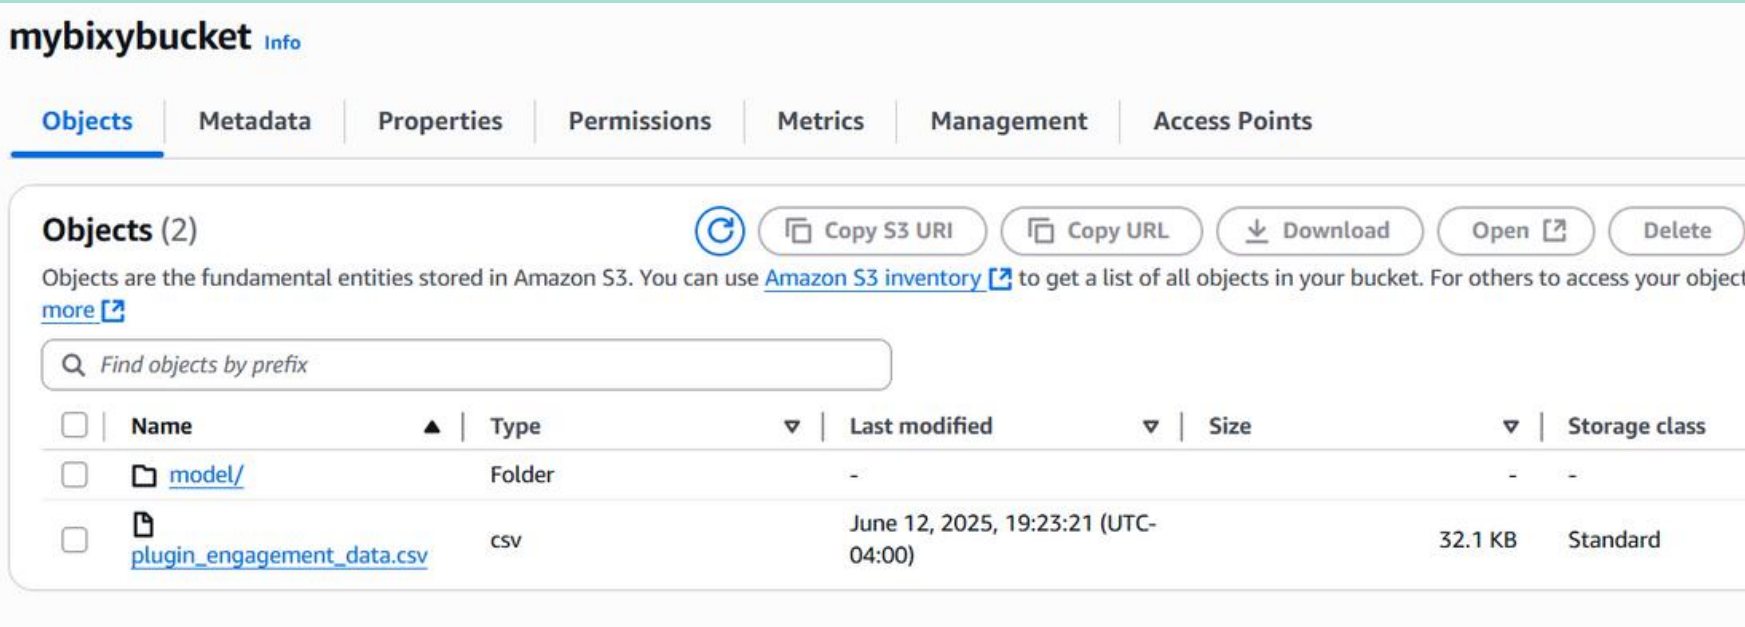 mybixybucket Info
Objects Metadata Properties Permissions Metrics Management Access Points
Objects (2) Copy S3 URI Copy URL Download Open Delete
Objects are the fundamental entities stored in Amazon S3. You can use Amazon S3 inventory to get a list of all objects in your bucket. For others to access your object
more
Find objects by prefix
Name Type Last modified Size Storage class
model/ Folder - - -
plugin_engagement_data.csv csv June 12, 2025, 19:23:21 (UTC-04:00) 32.1 KB Standard